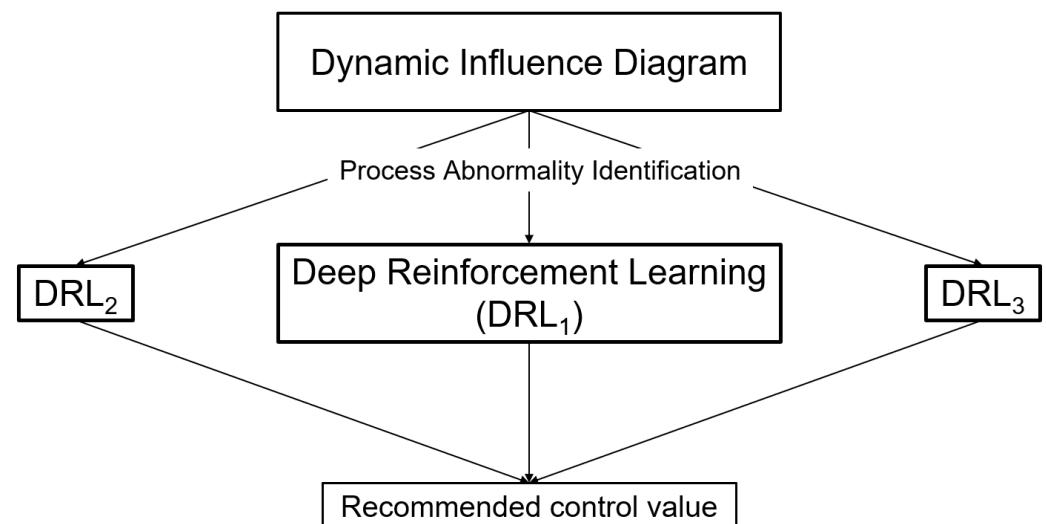 Dynamic Influence Diagram
Process Abnormality Identification
DRL₂
Deep Reinforcement Learning
(DRL₁)
DRL₃
Recommended control value